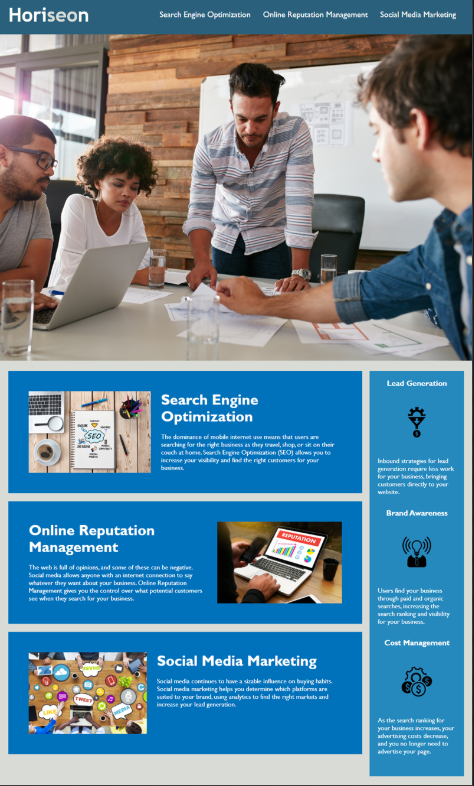 Horiseon
Search Engine Optimization
Online Reputation Management
Social Media Marketing
Search Engine
Optimization
The dominance of mobile internet use means that users are
searching for the right business as they travel, shop, or sit on their
couch at home. Search Engine Optimization (SEO) allows you to
increase your visibility and find the right customers for your
business.
SEO
Online Reputation
Management
The web is full of opinions, and some of these can be negative.
Social media allows anyone with an internet connection to say
whatever they want about your business. Online Reputation
Management gives you the control over what potential customers
see when they search for your business.
REPUTATION
Social Media Marketing
Social media continues to have a sizable influence on buying habits.
Social media marketing helps you determine which platforms are
suited to your brand, using analytics to find the right markets and
increase your lead generation.
TWEET
LIKE
MEDIA
Lead Generation
Inbound strategies for lead
generation require less work
for your business, bringing
customers directly to your
website.
Brand Awareness
Users find your business
through paid and organic
searches, increasing the
search ranking and visibility
for your business.
Cost Management
As the search ranking for
your business increases, your
advertising costs decrease,
and you no longer need to
advertise your page.